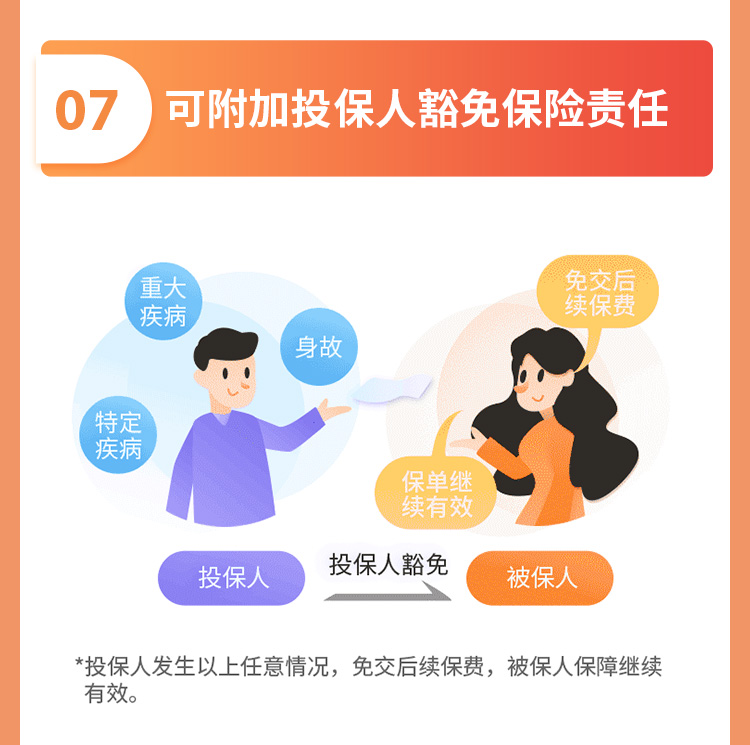 07 可附加投保人豁免保险责任
重大
疾病
身故
特定
疾病
免交后
续保费
保单继
续有效
投保人
投保人豁免
被保人
*投保人发生以上任意情况，免交后续保费，被保人保障继续
有效。